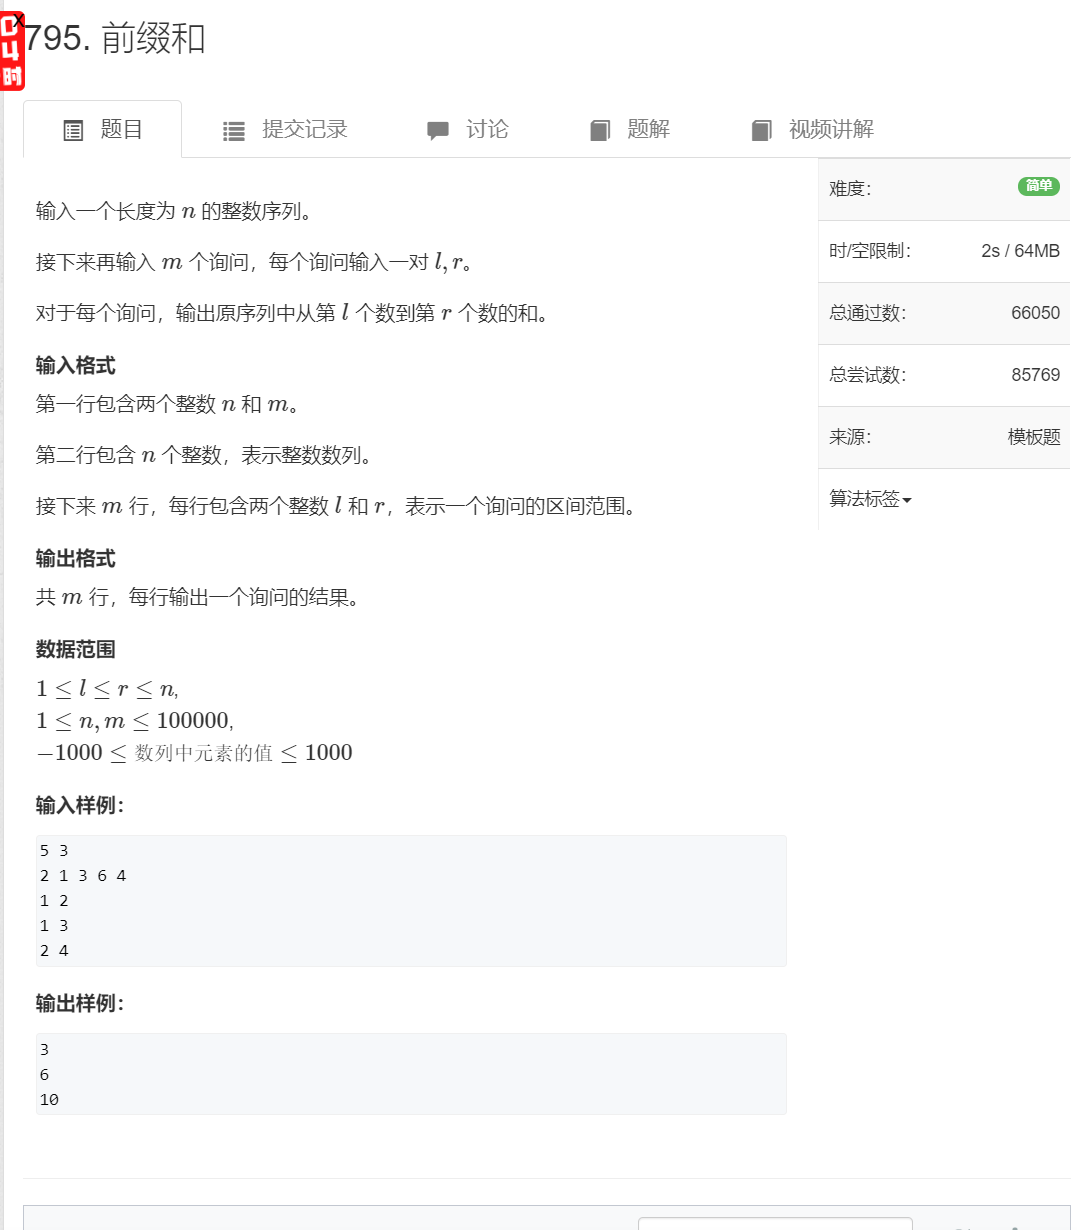 x
04时
795. 前缀和
题目 提交记录 讨论 题解 视频讲解
输入一个长度为 n 的整数序列。
接下来再输入 m 个询问，每个询问输入一对 l, r。
对于每个询问，输出原序列中从第 l 个数到第 r 个数的和。
输入格式
第一行包含两个整数 n 和 m。
第二行包含 n 个整数，表示整数数列。
接下来 m 行，每行包含两个整数 l 和 r，表示一个询问的区间范围。
输出格式
共 m 行，每行输出一个询问的结果。
数据范围
1 ≤ l ≤ r ≤ n,
1 ≤ n, m ≤ 100000,
−1000 ≤ 数列中元素的值 ≤ 1000
输入样例：
5 3
2 1 3 6 4
1 2
1 3
2 4
输出样例：
3
6
10
难度： 简单
时/空限制： 2s / 64MB
总通过数： 66050
总尝试数： 85769
来源： 模板题
算法标签